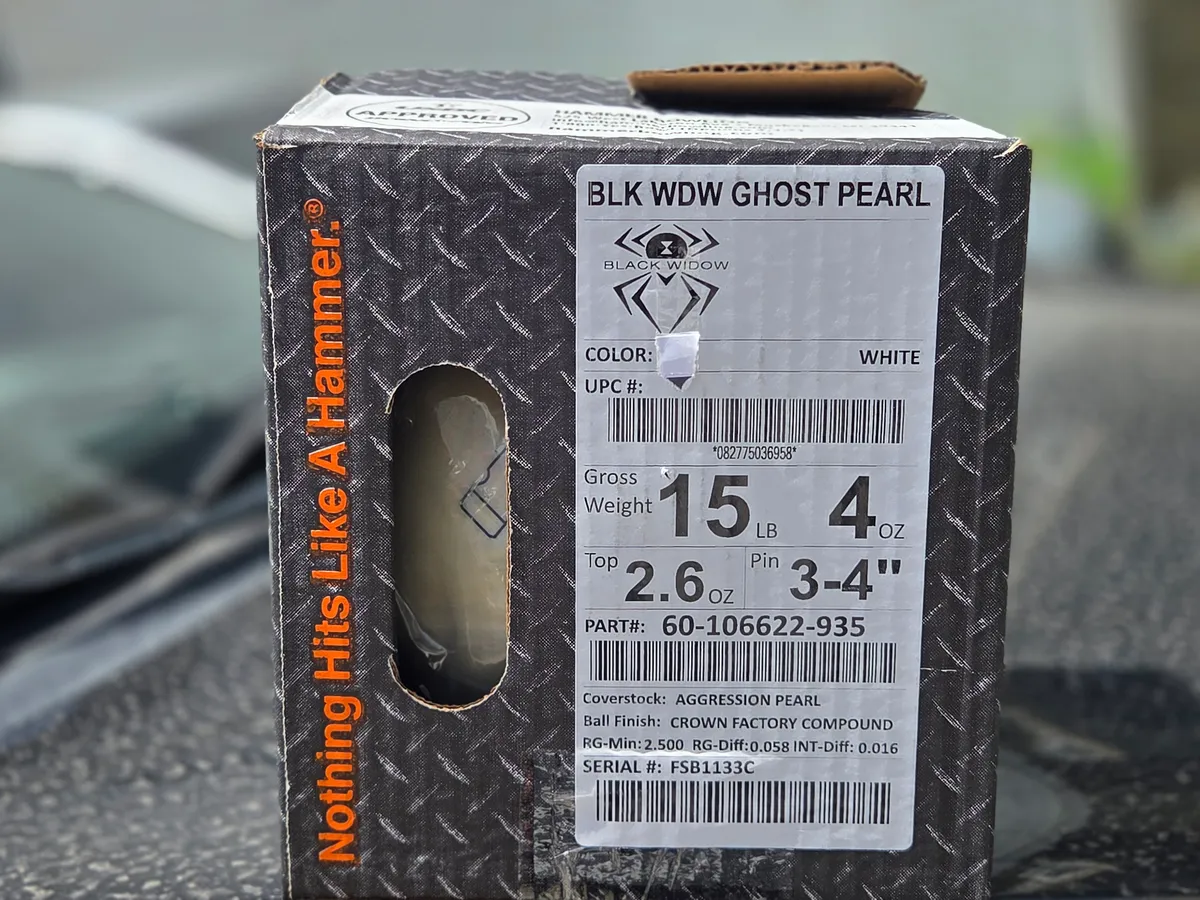 APPROVED
HAMMER
Nothing Hits Like A Hammer.®
BLK WDW GHOST PEARL
BLACK WIDOW
COLOR: WHITE
UPC #:
*082775036958*
Gross Weight 15 LB 4 OZ
Top 2.6 OZ Pin 3-4"
PART#: 60-106622-935
Coverstock: AGGRESSION PEARL
Ball Finish: CROWN FACTORY COMPOUND
RG-Min: 2.500 RG-Diff: 0.058 INT-Diff: 0.016
SERIAL #: FSB1133C